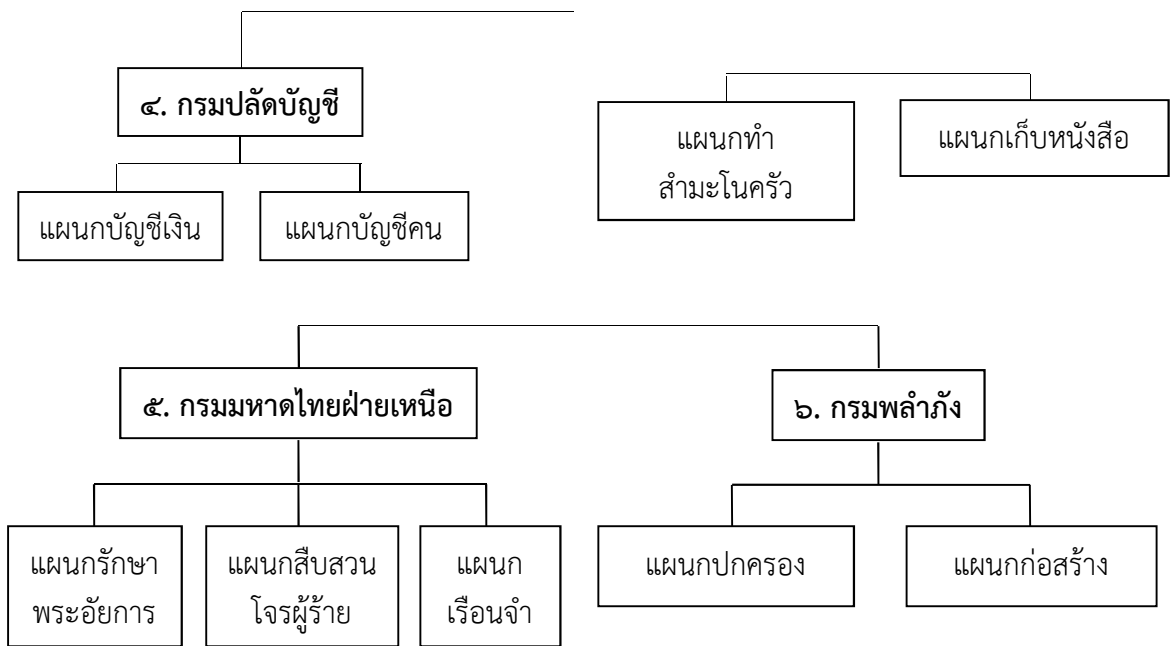 ๔. กรมปลัดบัญชี
แผนกทำ
สำมะโนครัว
แผนกเก็บหนังสือ
แผนกบัญชีเงิน
แผนกบัญชีคน
๕. กรมมหาดไทยฝ่ายเหนือ
๖. กรมพลำภัง
แผนกรักษา
พระอัยการ
แผนกสืบสวน
โจรผู้ร้าย
แผนก
เรือนจำ
แผนกปกครอง
แผนกก่อสร้าง